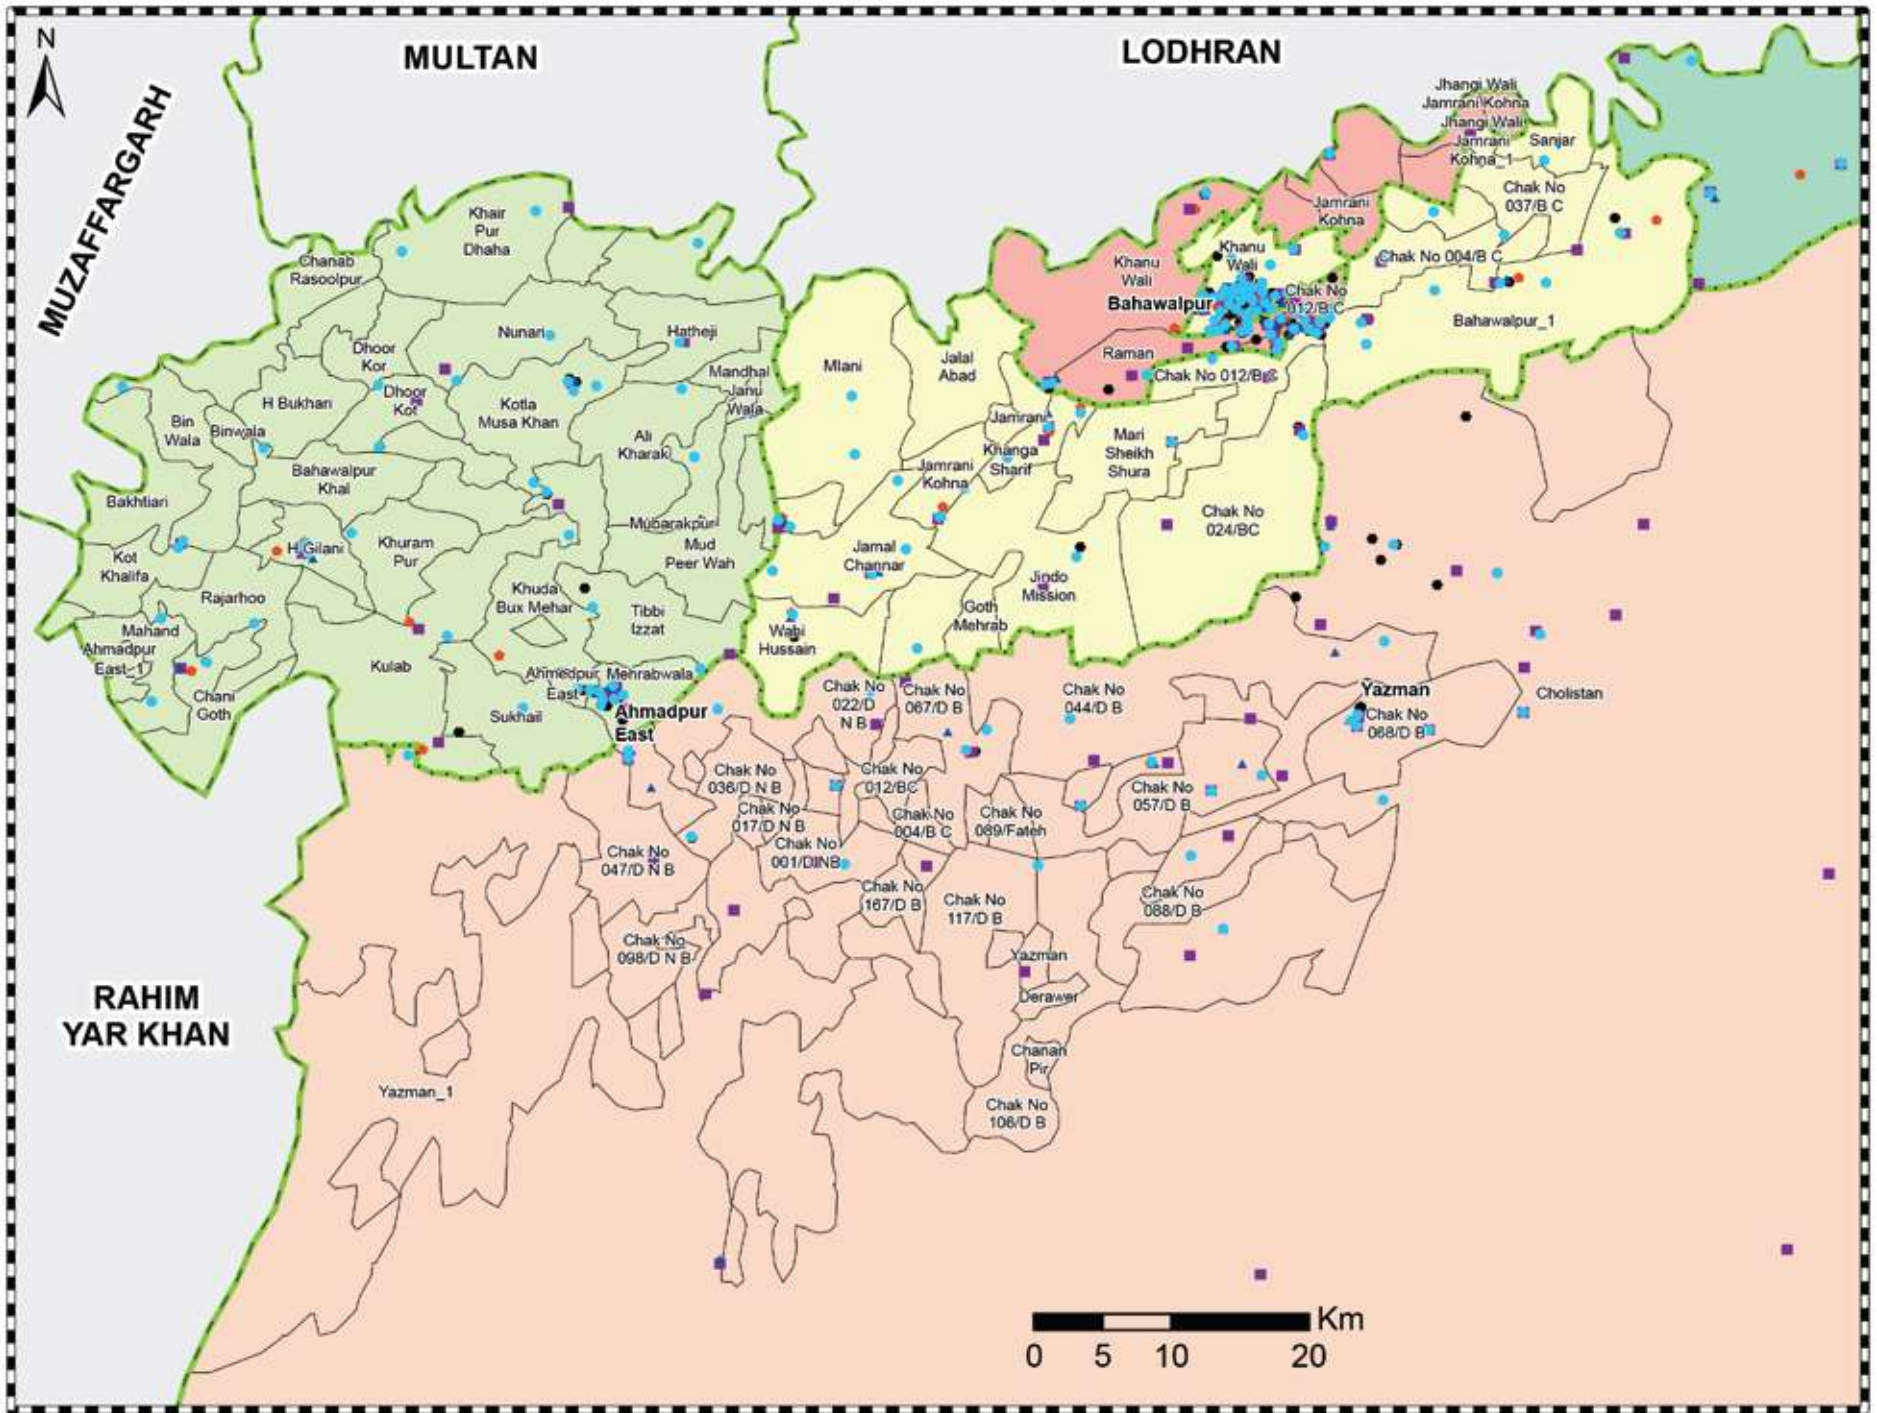 N
MULTAN
LODHRAN
MUZAFFARGARH
Jhangi Wali
Jamrani Kohna
Jhangi Wali
Jamrani
Kohna_1
Sanjar
Chak No
037/B C
Jamrani
Kohna
Khair
Pur
Dhaha
Chanab
Rasoolpur
Khanu
Wali
Khanu
Wali
Chak No 004/B C
Bahawalpur
Chak No
012/B C
Bahawalpur_1
Nunari
Hatheji
Dhoor
Kor
Mlani
Jalal
Abad
Raman
Chak No 012/B C
Mandhal
Janu
Wala
H Bukhari
Dhoor
Kot
Kotla
Musa Khan
Bin
Wala
Binwala
Ali
Kharak
Jamrani
Khanga
Sharif
Mari
Sheikh
Shura
Jamrani
Kohna
Bahawalpur
Khal
Bakhtiari
Mubarakpur
Mud
Peer Wah
Chak No
024/BC
Kot
Khalifa
H Gilani
Khuram
Pur
Jamal
Channar
Rajarhoo
Khuda
Bux Mehar
Tibbi
Izzat
Jindo
Mission
Goth
Mehrab
Mahand
Ahmadpur
East_1
Wahi
Hussain
Kulab
Ahmedpur
East
Mehrabwala
Chani
Goth
Sukhail
Ahmadpur
East
Chak No
022/D
N B
Chak No
067/D B
Chak No
044/D B
Yazman
Chak No
068/D B
Cholistan
Chak No
036/D N B
Chak No
012/BC
Chak No
057/D B
Chak No
017/D N B
Chak No
004/B C
Chak No
089/Fateh
Chak No
047/D N B
Chak No
001/DINB
Chak No
167/D B
Chak No
117/D B
Chak No
088/D B
Chak No
098/D N B
Yazman
Derawer
RAHIM
YAR KHAN
Chanan
Pir
Yazman_1
Chak No
106/D B
Km
0 5 10 20